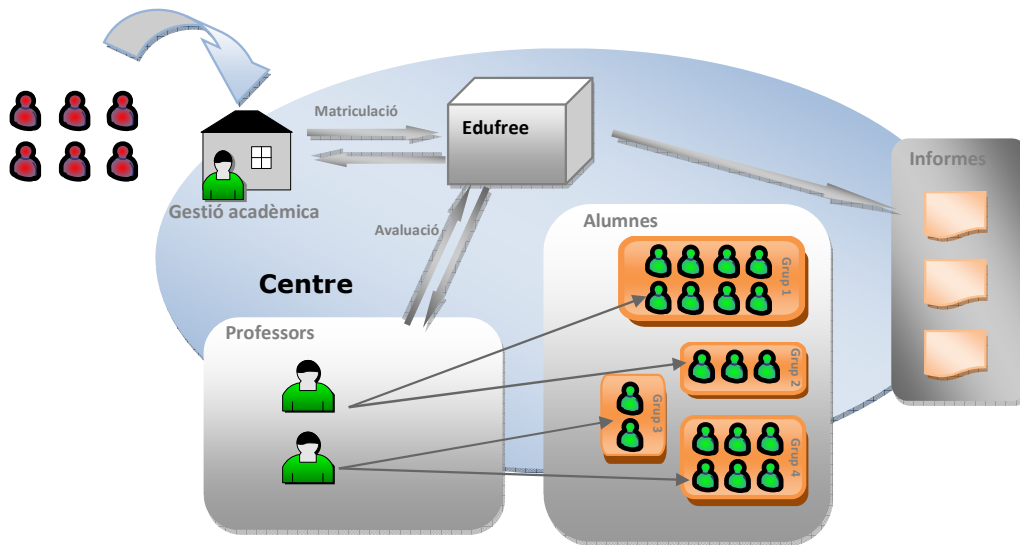 Matriculació
Edufree
Informes
Gestió acadèmica
Avaluació
Alumnes
Grup 1
Centre
Professors
Grup 2
Grup 3
Grup 4